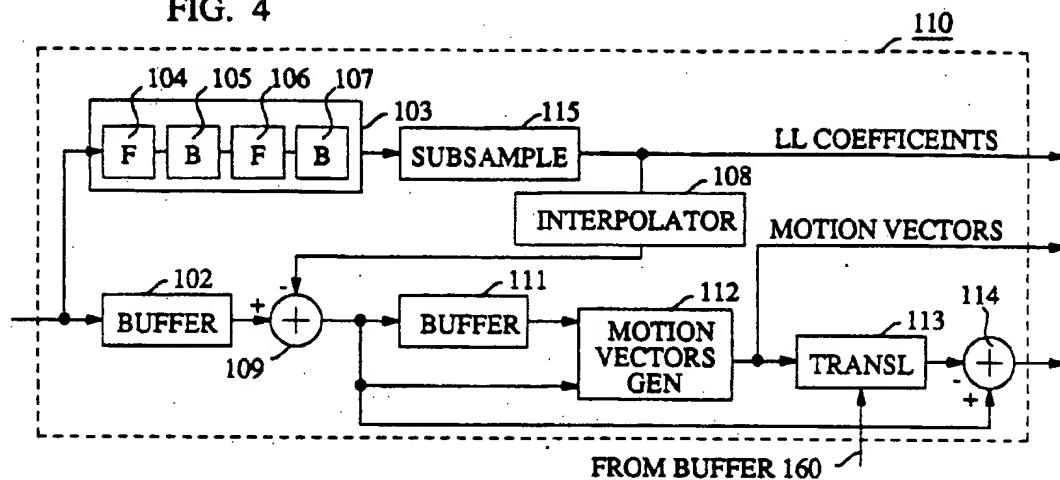 FIG. 4
110
104 105 106 107
103
115
F B F B
SUBSAMPLE
LL COEFFICEINTS
108
INTERPOLATOR
MOTION VECTORS
102
-
+
+
BUFFER
109
111
BUFFER
112
MOTION
VECTORS
GEN
113
TRANSL
114
+
-
+
FROM BUFFER 160